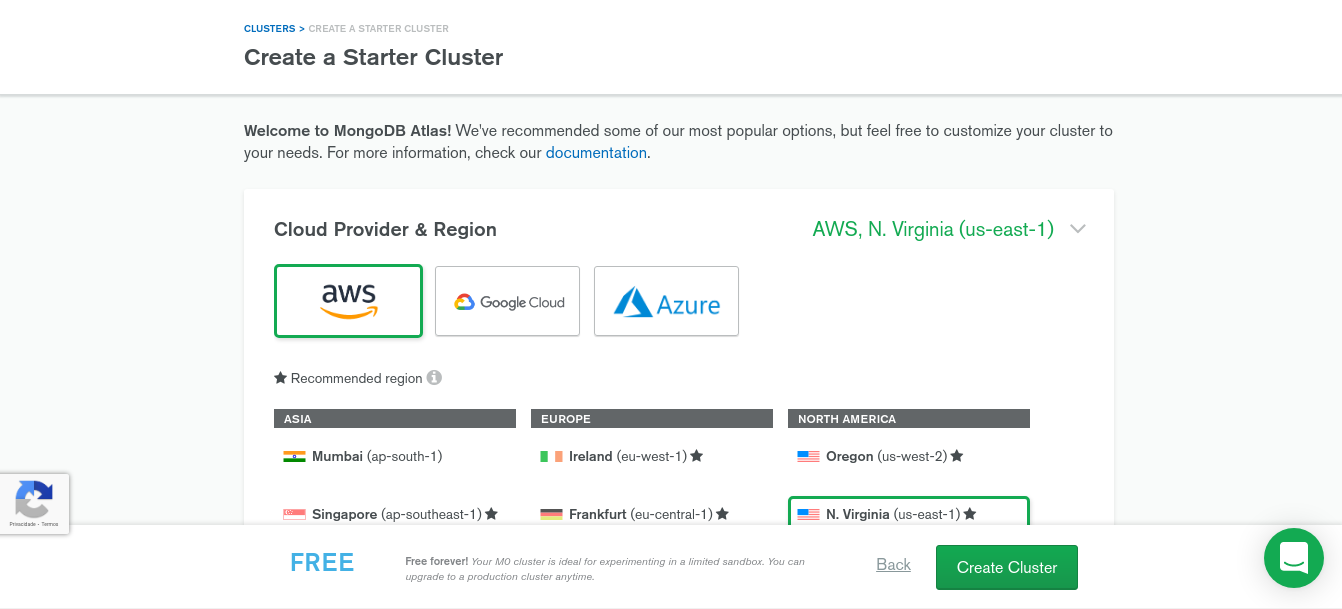 CLUSTERS > CREATE A STARTER CLUSTER
Create a Starter Cluster
Welcome to MongoDB Atlas! We've recommended some of our most popular options, but feel free to customize your cluster to
your needs. For more information, check our documentation.
Cloud Provider & Region
AWS, N. Virginia (us-east-1)
aws
Google Cloud
Azure
Recommended region
ASIA
EUROPE
NORTH AMERICA
Mumbai (ap-south-1)
Ireland (eu-west-1)
Oregon (us-west-2)
Singapore (ap-southeast-1)
Frankfurt (eu-central-1)
N. Virginia (us-east-1)
Privacidade - Termos
FREE
Free forever! Your M0 cluster is ideal for experimenting in a limited sandbox. You can
upgrade to a production cluster anytime.
Back
Create Cluster